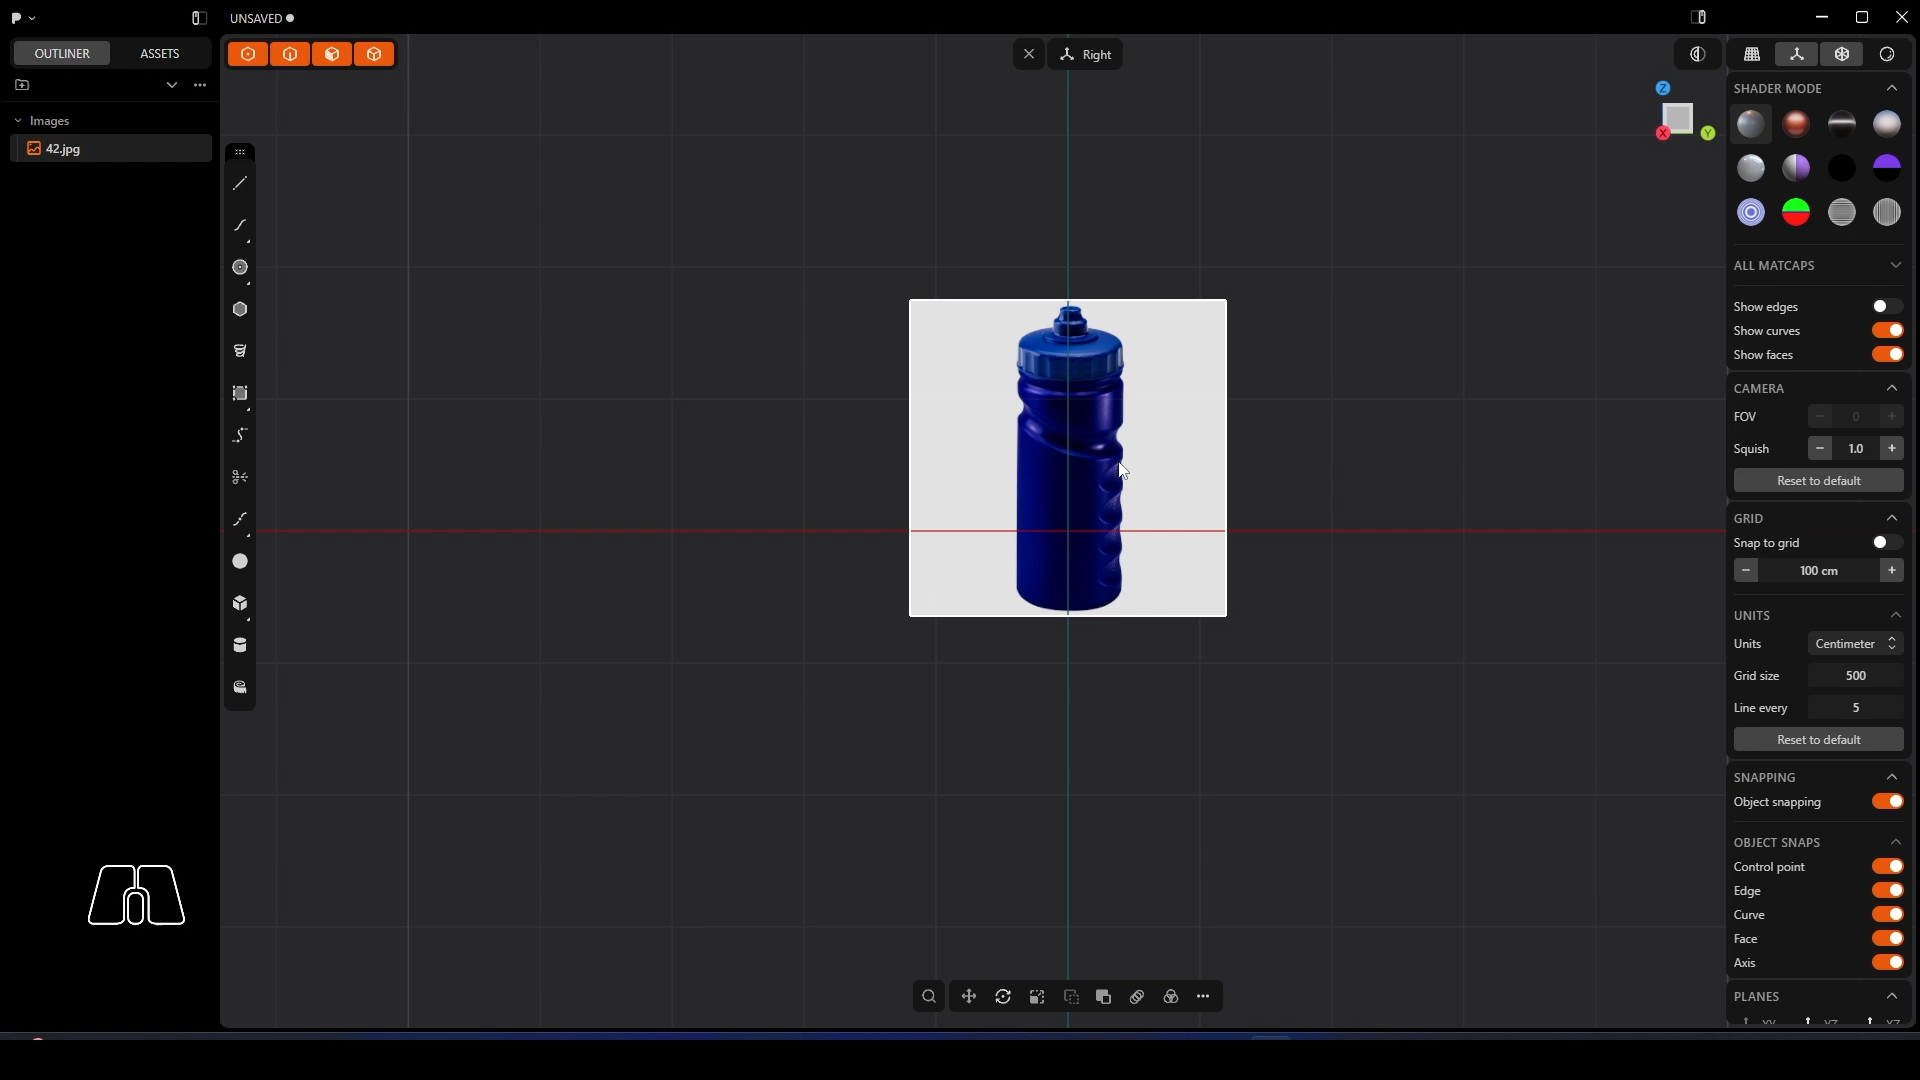 UNSAVED
OUTLINER
ASSETS
Right
Images
42.jpg
Z
X
Y
SHADER MODE
ALL MATCAPS
Show edges
Show curves
Show faces
CAMERA
FOV
0
Squish
1.0
Reset to default
GRID
Snap to grid
100 cm
UNITS
Units
Centimeter
Grid size
500
Line every
5
Reset to default
SNAPPING
Object snapping
OBJECT SNAPS
Control point
Edge
Curve
Face
Axis
PLANES